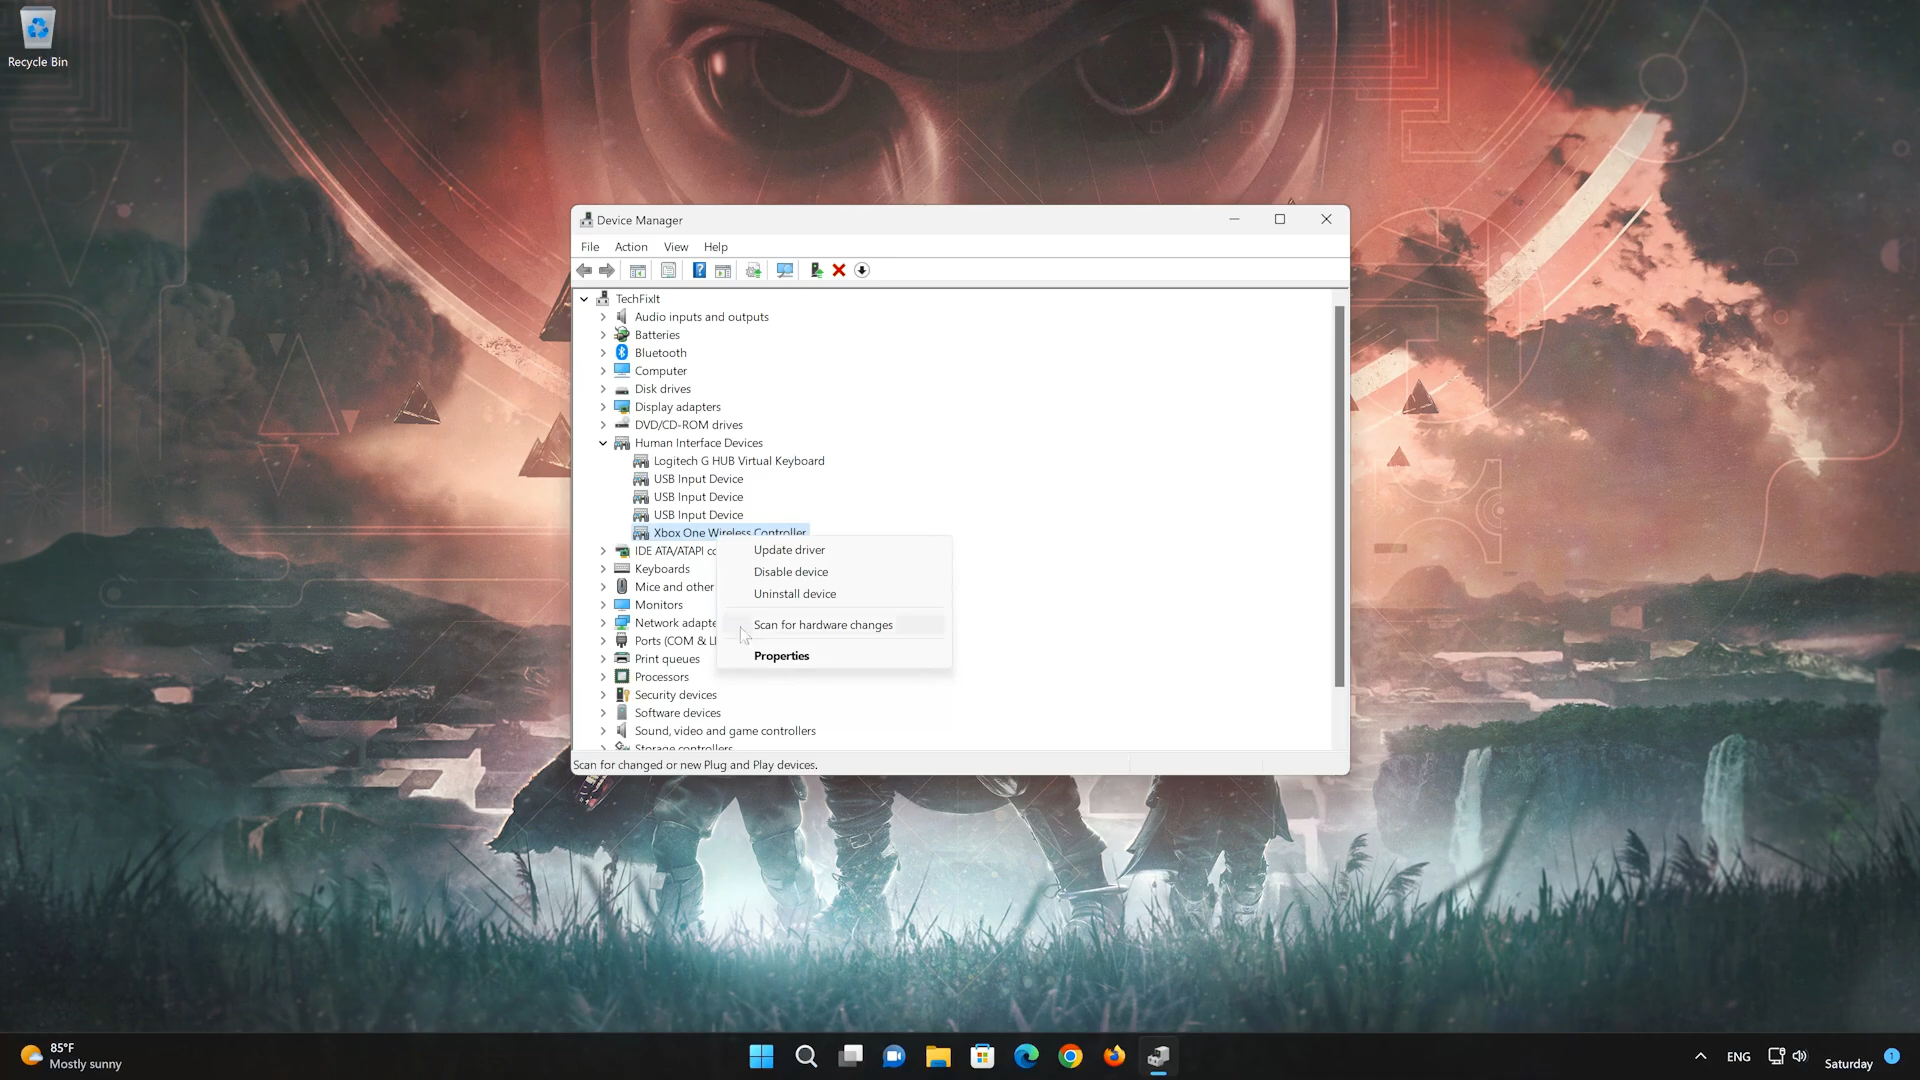 Recycle Bin
Device Manager
File Action View Help
TechFixIt
Audio inputs and outputs
Batteries
Bluetooth
Computer
Disk drives
Display adapters
DVD/CD-ROM drives
Human Interface Devices
Logitech G HUB Virtual Keyboard
USB Input Device
USB Input Device
USB Input Device
Xbox One Wireless Controller
IDE ATA/ATAPI co
Keyboards
Mice and other
Monitors
Network adapte
Ports (COM & L
Print queues
Processors
Security devices
Software devices
Sound, video and game controllers
Storage controllers
Update driver
Disable device
Uninstall device
Scan for hardware changes
Properties
Scan for changed or new Plug and Play devices.
85°F
Mostly sunny
ENG
Saturday
1